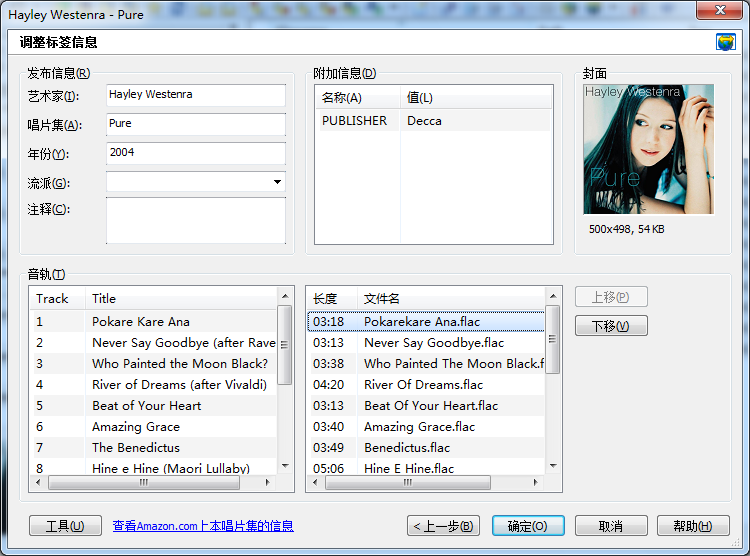 Hayley Westenra - Pure
调整标签信息
发布信息(R)
艺术家(I): Hayley Westenra
唱片集(A): Pure
年份(Y): 2004
流派(G):
注释(C):
附加信息(D)
名称(A) 值(L)
PUBLISHER Decca
封面
Hayley Westenra
Pure
500x498, 54 KB
音轨(T)
Track Title
1 Pokare Kare Ana
2 Never Say Goodbye (after Rave
3 Who Painted the Moon Black?
4 River of Dreams (after Vivaldi)
5 Beat of Your Heart
6 Amazing Grace
7 The Benedictus
8 Hine e Hine (Maori Lullaby)
长度 文件名
03:18 Pokarekare Ana.flac
03:13 Never Say Goodbye.flac
03:38 Who Painted The Moon Black.f
04:20 River Of Dreams.flac
03:13 Beat Of Your Heart.flac
03:40 Amazing Grace.flac
03:49 Benedictus.flac
05:06 Hine E Hine.flac
上移(P)
下移(V)
工具(U)
查看Amazon.com上本唱片集的信息
< 上一步(B)
确定(O)
取消
帮助(H)